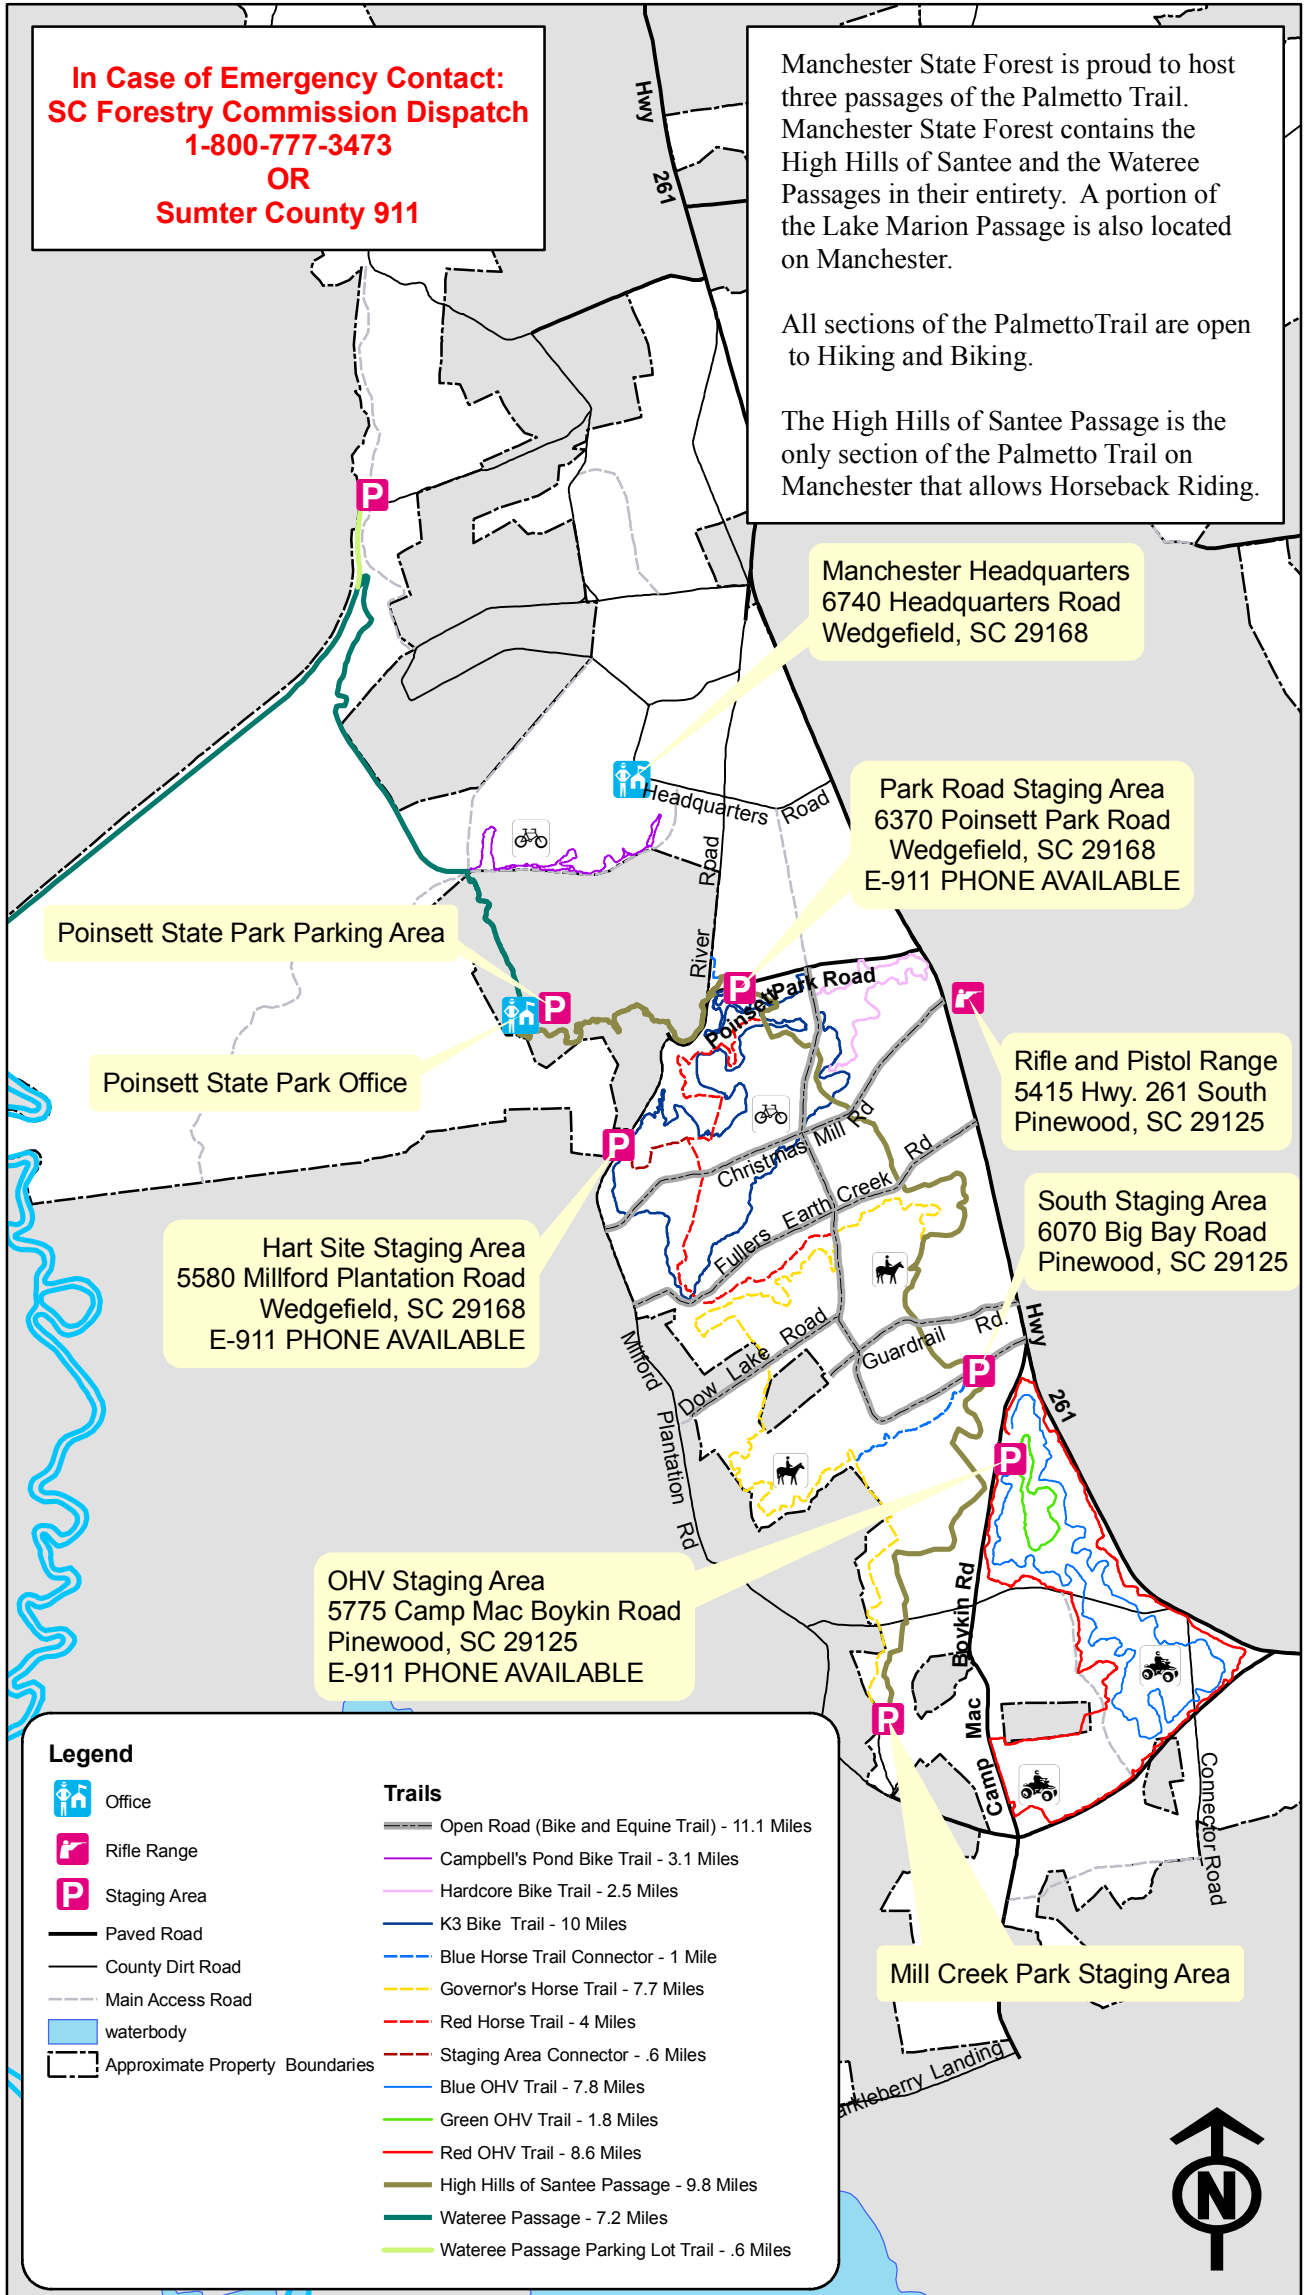 In Case of Emergency Contact:
SC Forestry Commission Dispatch
1-800-777-3473
OR
Sumter County 911
Manchester State Forest is proud to host
three passages of the Palmetto Trail.
Manchester State Forest contains the
High Hills of Santee and the Wateree
Passages in their entirety.  A portion of
the Lake Marion Passage is also located
on Manchester.
All sections of the PalmettoTrail are open
to Hiking and Biking.
The High Hills of Santee Passage is the
only section of the Palmetto Trail on
Manchester that allows Horseback Riding.
Hwy
261
P
Manchester Headquarters
6740 Headquarters Road
Wedgefield, SC 29168
Headquarters Road
Park Road Staging Area
6370 Poinsett Park Road
Wedgefield, SC 29168
E-911 PHONE AVAILABLE
River Road
Poinsett State Park Parking Area
P
P
Poinsett Park Road
Poinsett State Park Office
Rifle and Pistol Range
5415 Hwy. 261 South
Pinewood, SC 29125
P
Christmas Mill Rd
Fullers Earth Creek Rd
South Staging Area
6070 Big Bay Road
Pinewood, SC 29125
Hart Site Staging Area
5580 Millford Plantation Road
Wedgefield, SC 29168
E-911 PHONE AVAILABLE
Milford Plantation Rd
Dow Lake Road
Guardrail Rd.
Hwy
261
P
P
OHV Staging Area
5775 Camp Mac Boykin Road
Pinewood, SC 29125
E-911 PHONE AVAILABLE
Camp Mac Boykin Rd
P
Connector Road
Mill Creek Park Staging Area
Landing
Legend
Office
Rifle Range
P Staging Area
Paved Road
County Dirt Road
Main Access Road
waterbody
Approximate Property Boundaries
Trails
Open Road (Bike and Equine Trail) - 11.1 Miles
Campbell's Pond Bike Trail - 3.1 Miles
Hardcore Bike Trail - 2.5 Miles
K3 Bike Trail - 10 Miles
Blue Horse Trail Connector - 1 Mile
Governor's Horse Trail - 7.7 Miles
Red Horse Trail - 4 Miles
Staging Area Connector - .6 Miles
Blue OHV Trail - 7.8 Miles
Green OHV Trail - 1.8 Miles
Red OHV Trail - 8.6 Miles
High Hills of Santee Passage - 9.8 Miles
Wateree Passage - 7.2 Miles
Wateree Passage Parking Lot Trail - .6 Miles
N